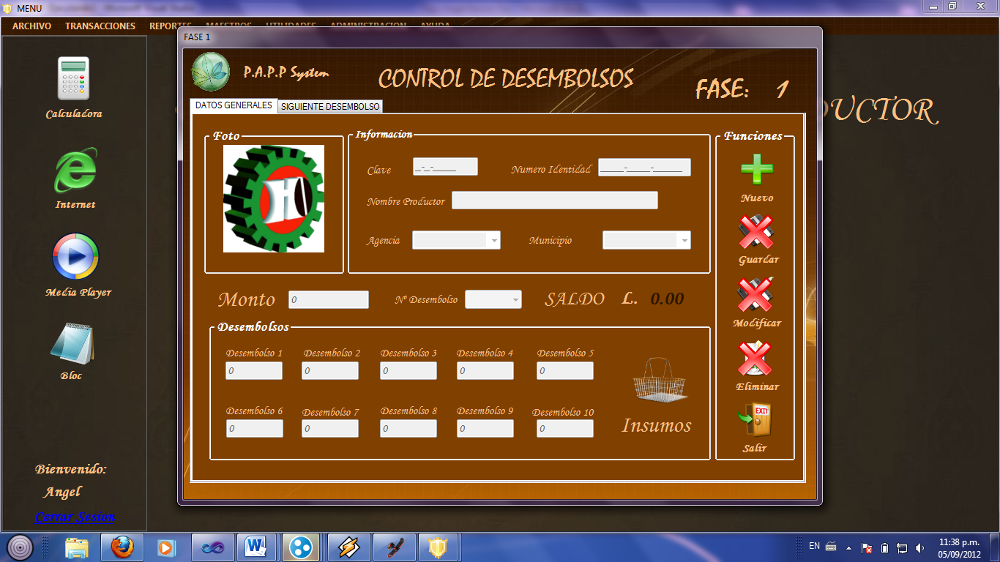 MENU
ARCHIVO TRANSACCIONES REPORTES MAESTROS UTILIDADES ADMINISTRACION AYUDA
FASE 1
P.A.P.P System
CONTROL DE DESEMBOLSOS
FASE: 1
UCTOR
DATOS GENERALES
SIGUIENTE DESEMBOLSO
Calculadora
Internet
Media Player
Bloc
Bienvenido:
Angel
Cerrar Sesion
Foto
H
Informacion
Clave _-_-____
Numero Identidad ____-____-_____
Nombre Productor
Agencia
Municipio
Monto 0
Nº Desembolso
SALDO L. 0.00
Desembolsos
Desembolso 1 Desembolso 2 Desembolso 3 Desembolso 4 Desembolso 5
0 0 0 0 0
Desembolso 6 Desembolso 7 Desembolso 8 Desembolso 9 Desembolso 10
0 0 0 0 0
Insumos
Funciones
Nuevo
Guardar
Modificar
Eliminar
EXIT
Salir
EN
11:38 p.m.
05/09/2012